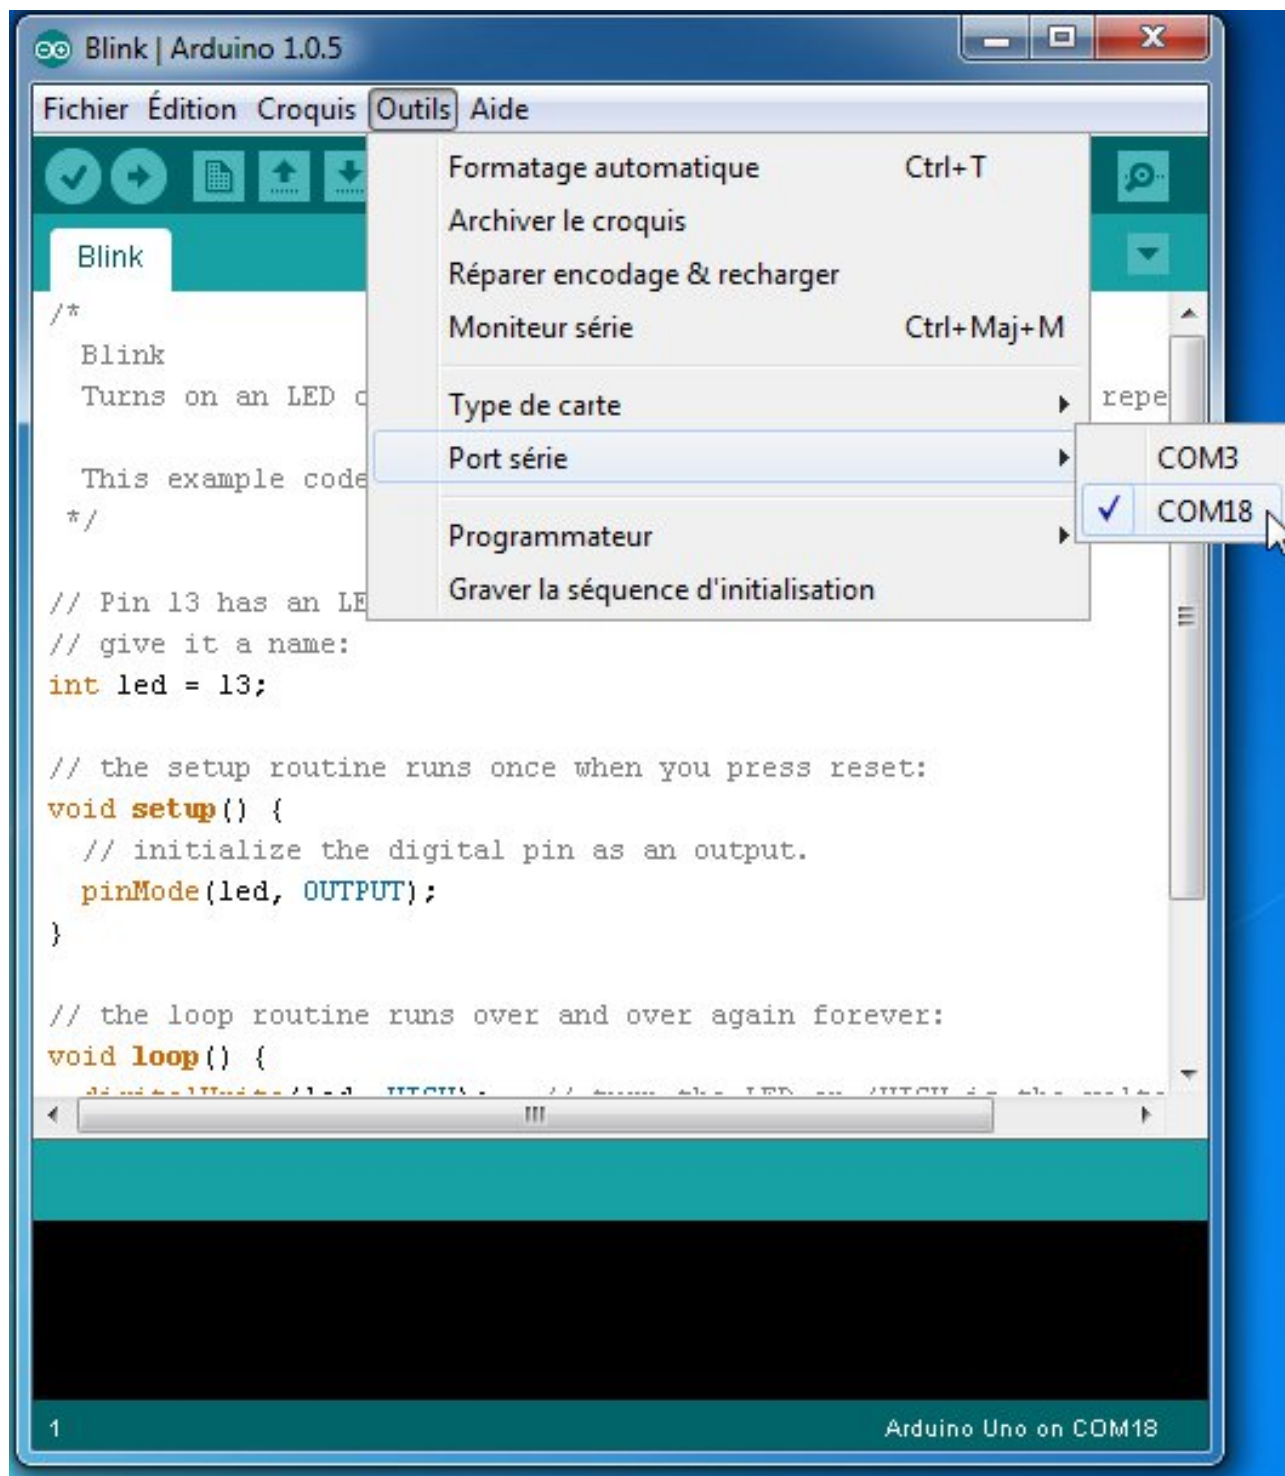 Blink | Arduino 1.0.5
Fichier Édition Croquis Outils Aide
Formatage automatique Ctrl+T
Archiver le croquis
Réparer encodage & recharger
Moniteur série Ctrl+Maj+M
Type de carte
Port série
COM3
COM18
Programmateur
Graver la séquence d'initialisation
Blink
/*
Blink
Turns on an LED repe
This example code
*/
// Pin 13 has an LE
// give it a name:
int led = 13;
// the setup routine runs once when you press reset:
void setup() {
// initialize the digital pin as an output.
pinMode(led, OUTPUT);
}
// the loop routine runs over and over again forever:
void loop() {
1 Arduino Uno on COM18